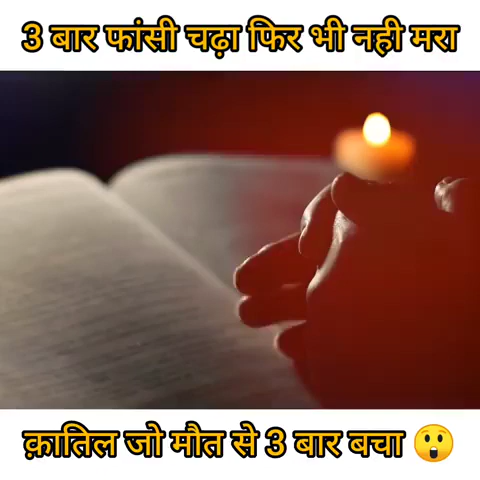 3 बार फांसी चढ़ा फिर भी नही मरा
क़ातिल जो मौत से 3 बार बचा 😲